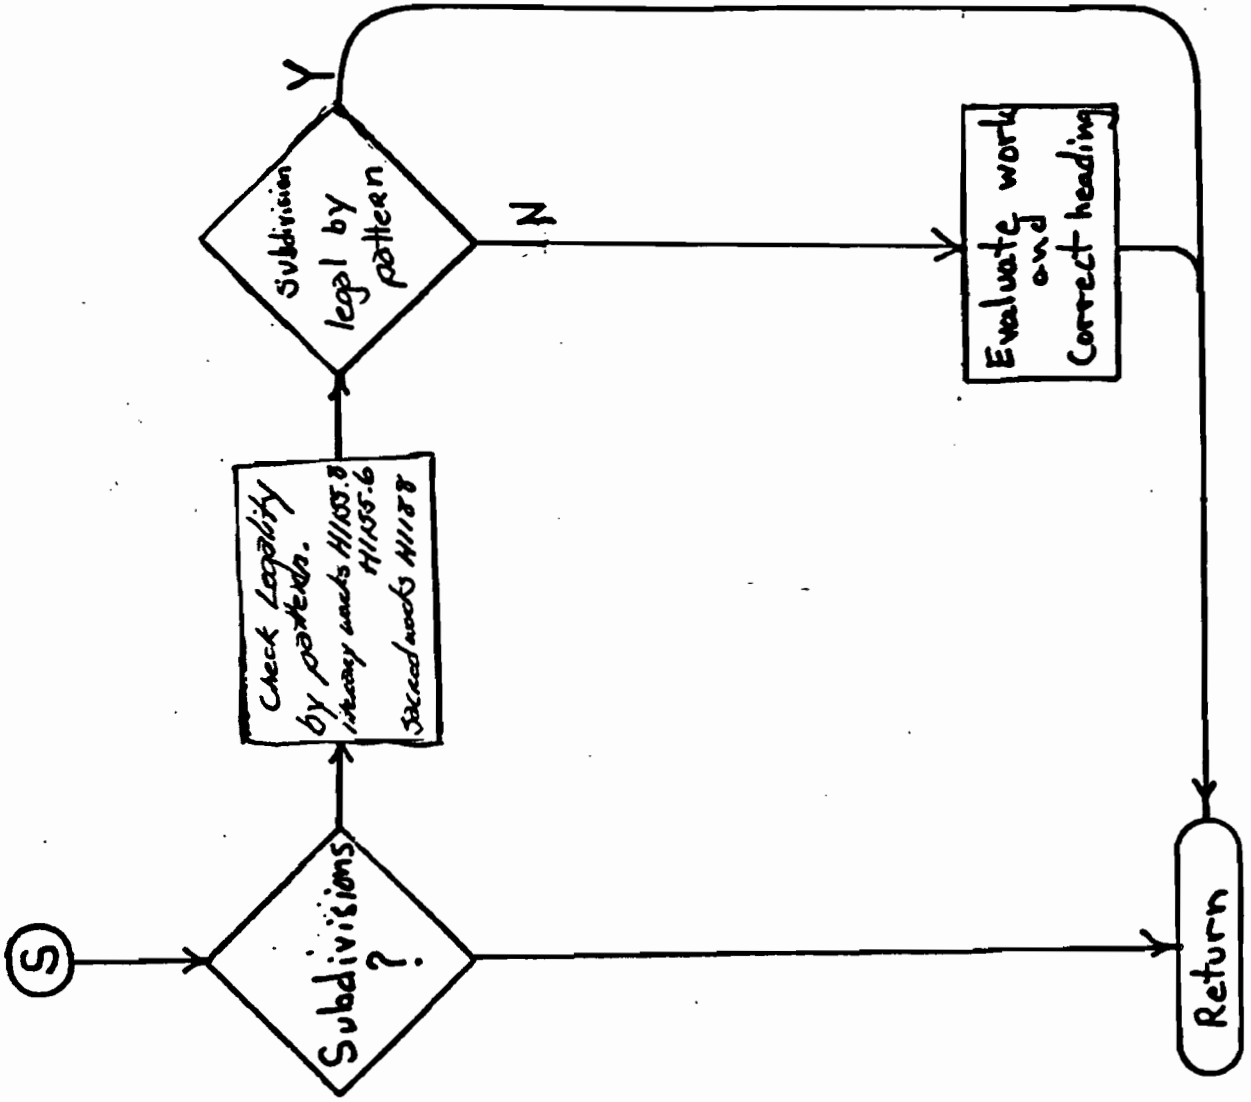 S
Subdivisions
?
Check Legality
by pattern.
literary works H1155.8
H1155.6
Sacred works H1188
Subdivision
legal by
pattern
Y
N
Evaluate work
and
Correct heading
Return